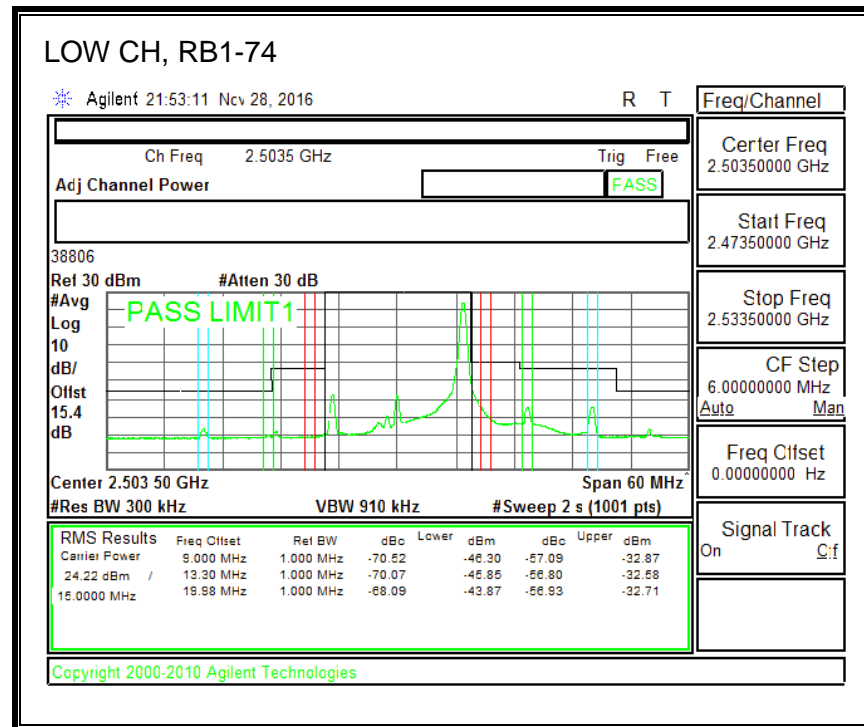 LOW CH, RB1-74
Agilent 21:53:11 Nov 28, 2016 R T
Freq/Channel
Ch Freq 2.5035 GHz Trig Free
Adj Channel Power PASS
38806
Ref 30 dBm #Atten 30 dB
#Avg
Log
10
dB/
Offst
15.4
dB
PASS LIMIT1
Center 2.503 50 GHz Span 60 MHz^
#Res BW 300 kHz VBW 910 kHz #Sweep 2 s (1001 pts)
RMS Results Freq Offset Ref BW dBc Lower dBm dBc Upper dBm
Carrier Power 9.000 MHz 1.000 MHz -70.52 -46.30 -57.09 -32.87
24.22 dBm / 13.30 MHz 1.000 MHz -70.07 -45.85 -56.80 -32.58
15.0000 MHz 19.98 MHz 1.000 MHz -68.09 -43.87 -56.93 -32.71
Center Freq
2.50350000 GHz
Start Freq
2.47350000 GHz
Stop Freq
2.53350000 GHz
CF Step
6.00000000 MHz
Auto Man
Freq Offset
0.00000000 Hz
Signal Track
On Off
Copyright 2000-2010 Agilent Technologies